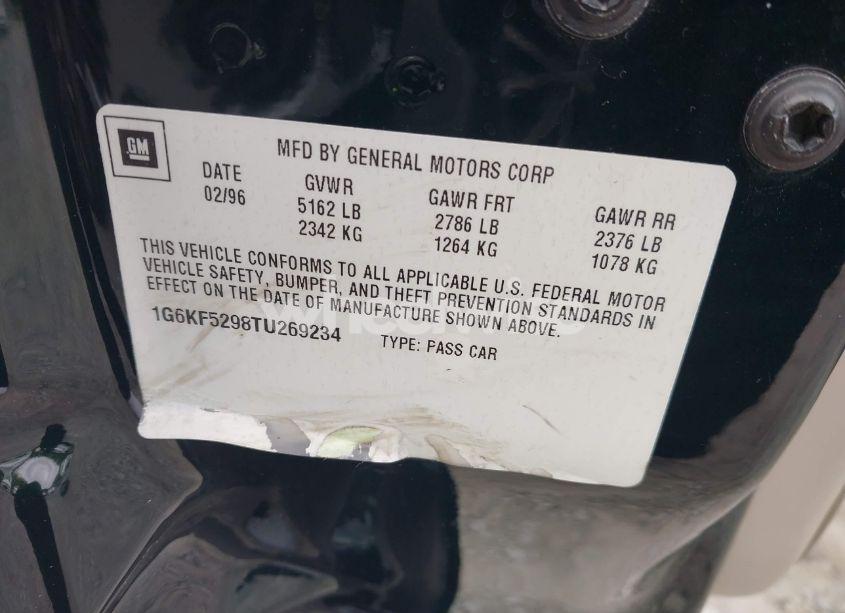 GM
MFD BY GENERAL MOTORS CORP
DATE GVWR GAWR FRT GAWR RR
02/96 5162 LB 2786 LB 2376 LB
2342 KG 1264 KG 1078 KG
THIS VEHICLE CONFORMS TO ALL APPLICABLE U.S. FEDERAL MOTOR
VEHICLE SAFETY, BUMPER, AND THEFT PREVENTION STANDARDS IN
EFFECT ON THE DATE OF MANUFACTURE SHOWN ABOVE.
1G6KF5298TU269234 TYPE: PASS CAR